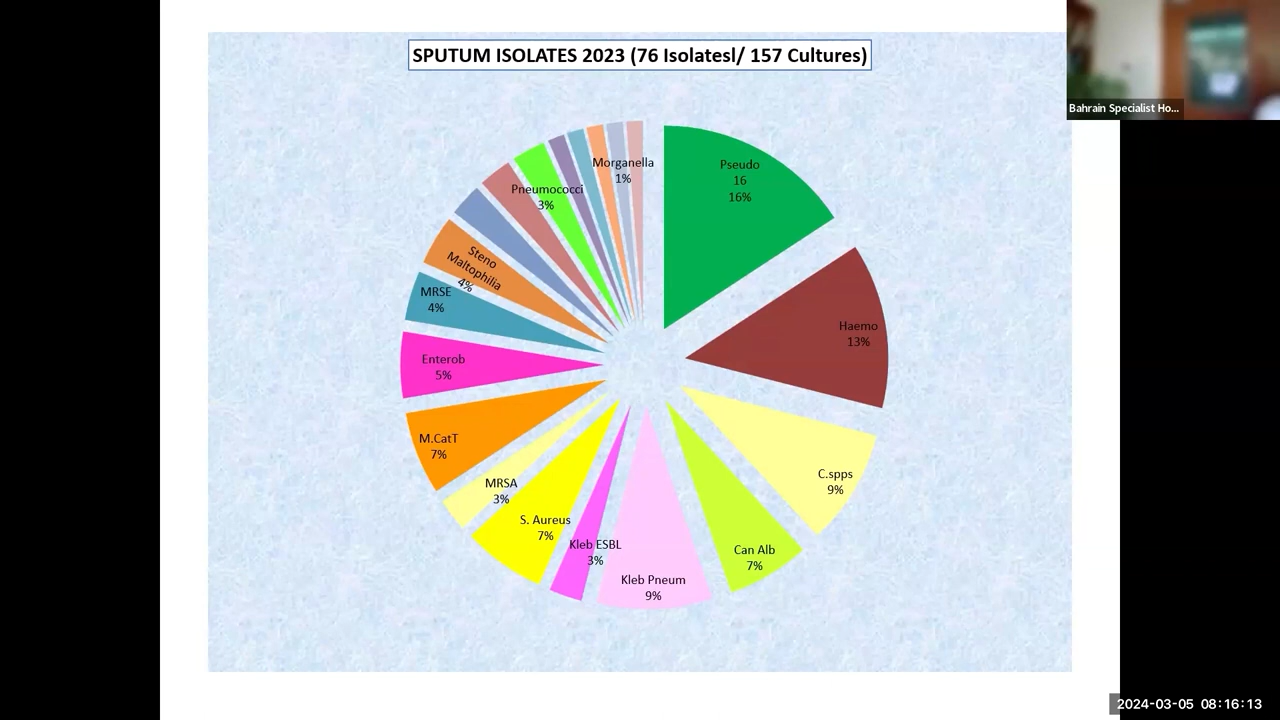 SPUTUM ISOLATES 2023 (76 Isolatesl/ 157 Cultures)
Bahrain Specialist Ho...
Morganella
1%
Pseudo
16
16%
Pneumococci
3%
Steno
Maltophilia
4%
MRSE
4%
Haemo
13%
Enterob
5%
M.CatT
7%
C.spps
9%
MRSA
3%
S. Aureus
7%
Kleb ESBL
3%
Kleb Pneum
9%
Can Alb
7%
2024-03-05 08:16:13